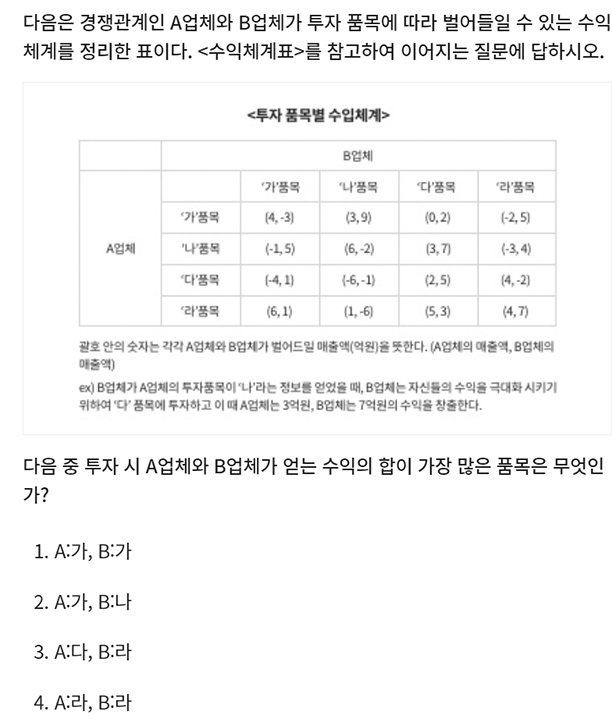 다음은 경쟁관계인 A업체와 B업체가 투자 품목에 따라 벌어들일 수 있는 수익
체계를 정리한 표이다. <수익체계표>를 참고하여 이어지는 질문에 답하시오.
<투자 품목별 수입체계>
B업체
‘가’품목 ‘나’품목 ‘다’품목 ‘라’품목
‘가’품목 (4, -3) (3, 9) (0, 2) (-2, 5)
A업체 '나'품목 (-1, 5) (6, -2) (3, 7) (-3, 4)
‘다’품목 (-4, 1) (-6, -1) (2, 5) (4, -2)
‘라’품목 (6, 1) (1, -6) (5, 3) (4, 7)
괄호 안의 숫자는 각각 A업체와 B업체가 벌어드일 매출액(억원)을 뜻한다. (A업체의 매출액, B업체의
매출액)
ex) B업체가 A업체의 투자품목이 ‘나’라는 정보를 얻었을 때, B업체는 자신들의 수익을 극대화 시키기
위하여 ‘다’ 품목에 투자하고 이 때 A업체는 3억원, B업체는 7억원의 수익을 창출한다.
다음 중 투자 시 A업체와 B업체가 얻는 수익의 합이 가장 많은 품목은 무엇인
가?
1. A:가, B:가
2. A:가, B:나
3. A:다, B:라
4. A:라, B:라